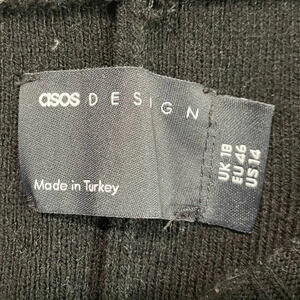 asos DESIGN
Made in Turkey
UK 18
EU 46
US 14